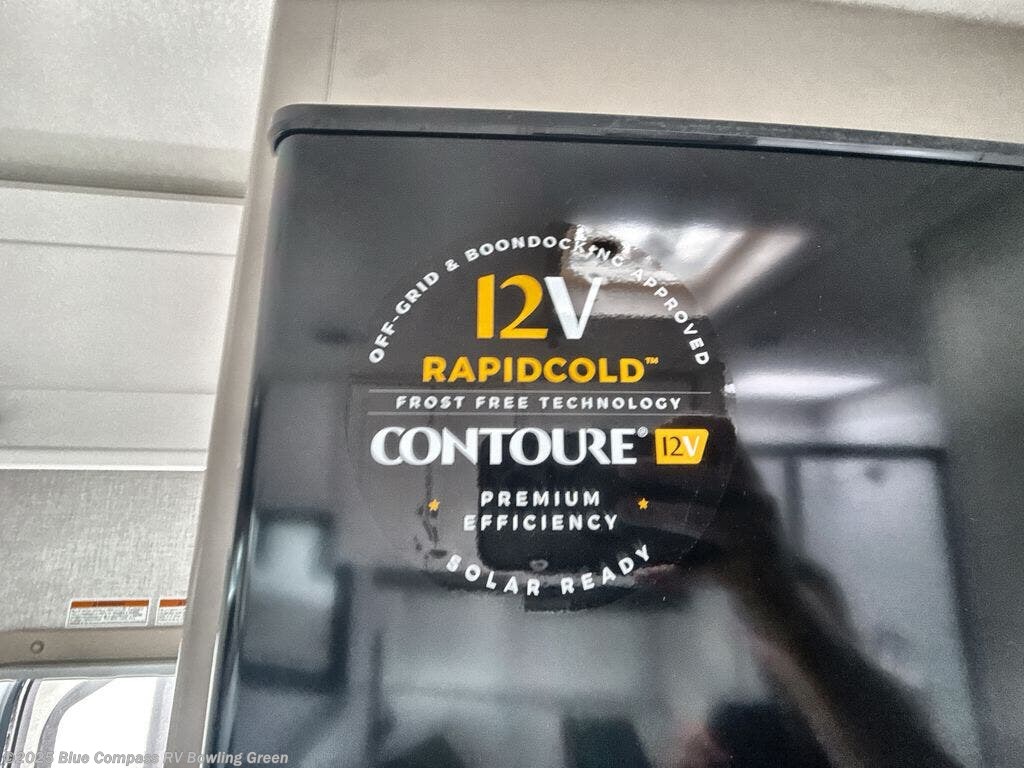 OFF-GRID & BOONDOCKING APPROVED
12V
RAPIDCOLD™
FROST FREE TECHNOLOGY
CONTOURE® 12V
PREMIUM
EFFICIENCY
SOLAR READY
©2025 Blue Compass RV Bowling Green